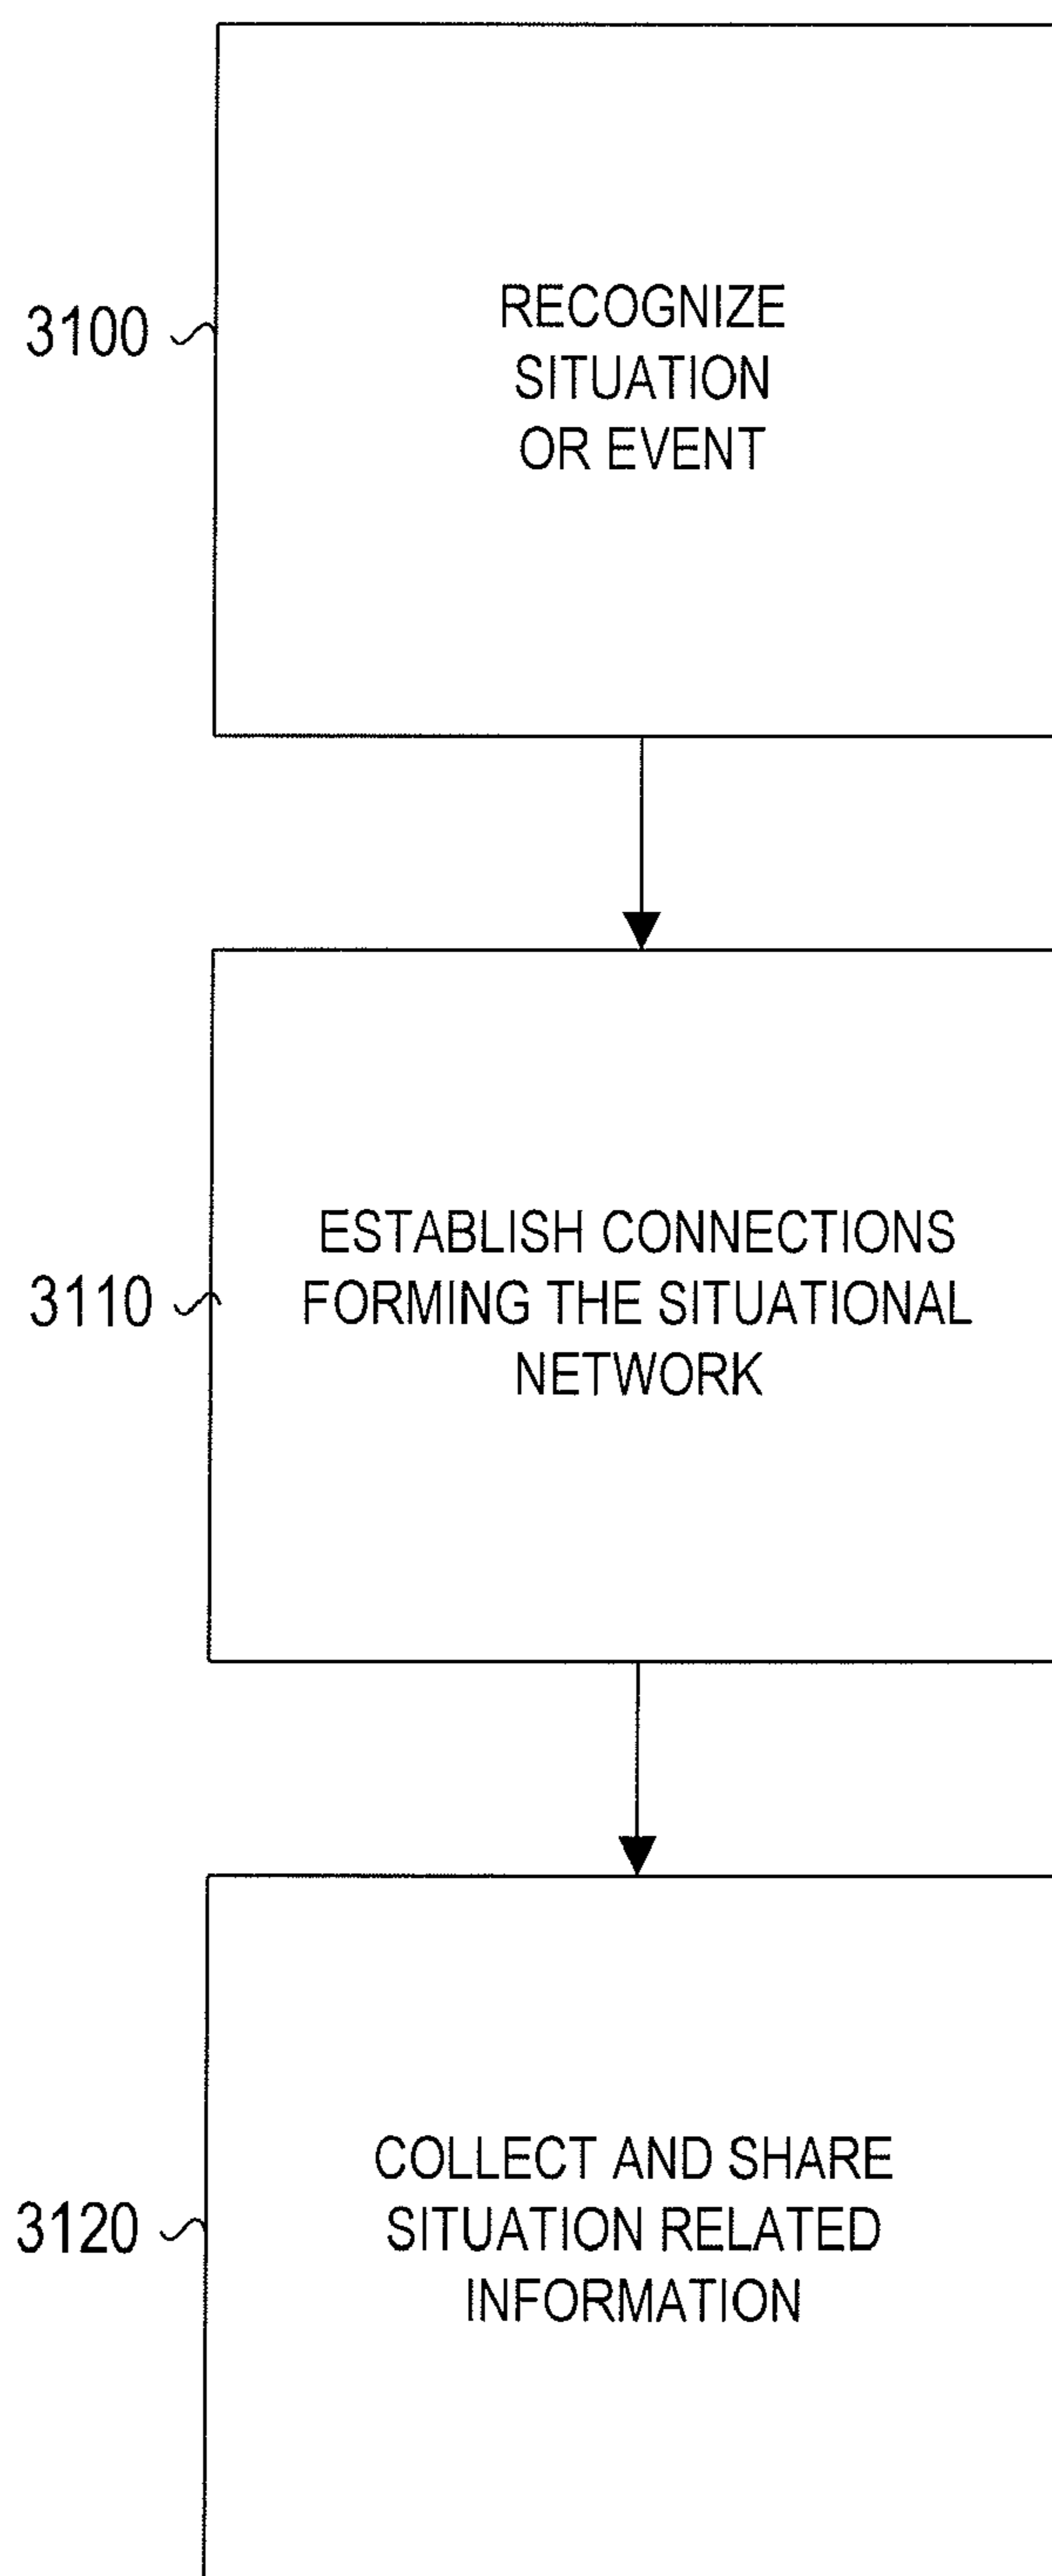 3100
RECOGNIZE
SITUATION
OR EVENT
3110
ESTABLISH CONNECTIONS
FORMING THE SITUATIONAL
NETWORK
3120
COLLECT AND SHARE
SITUATION RELATED
INFORMATION